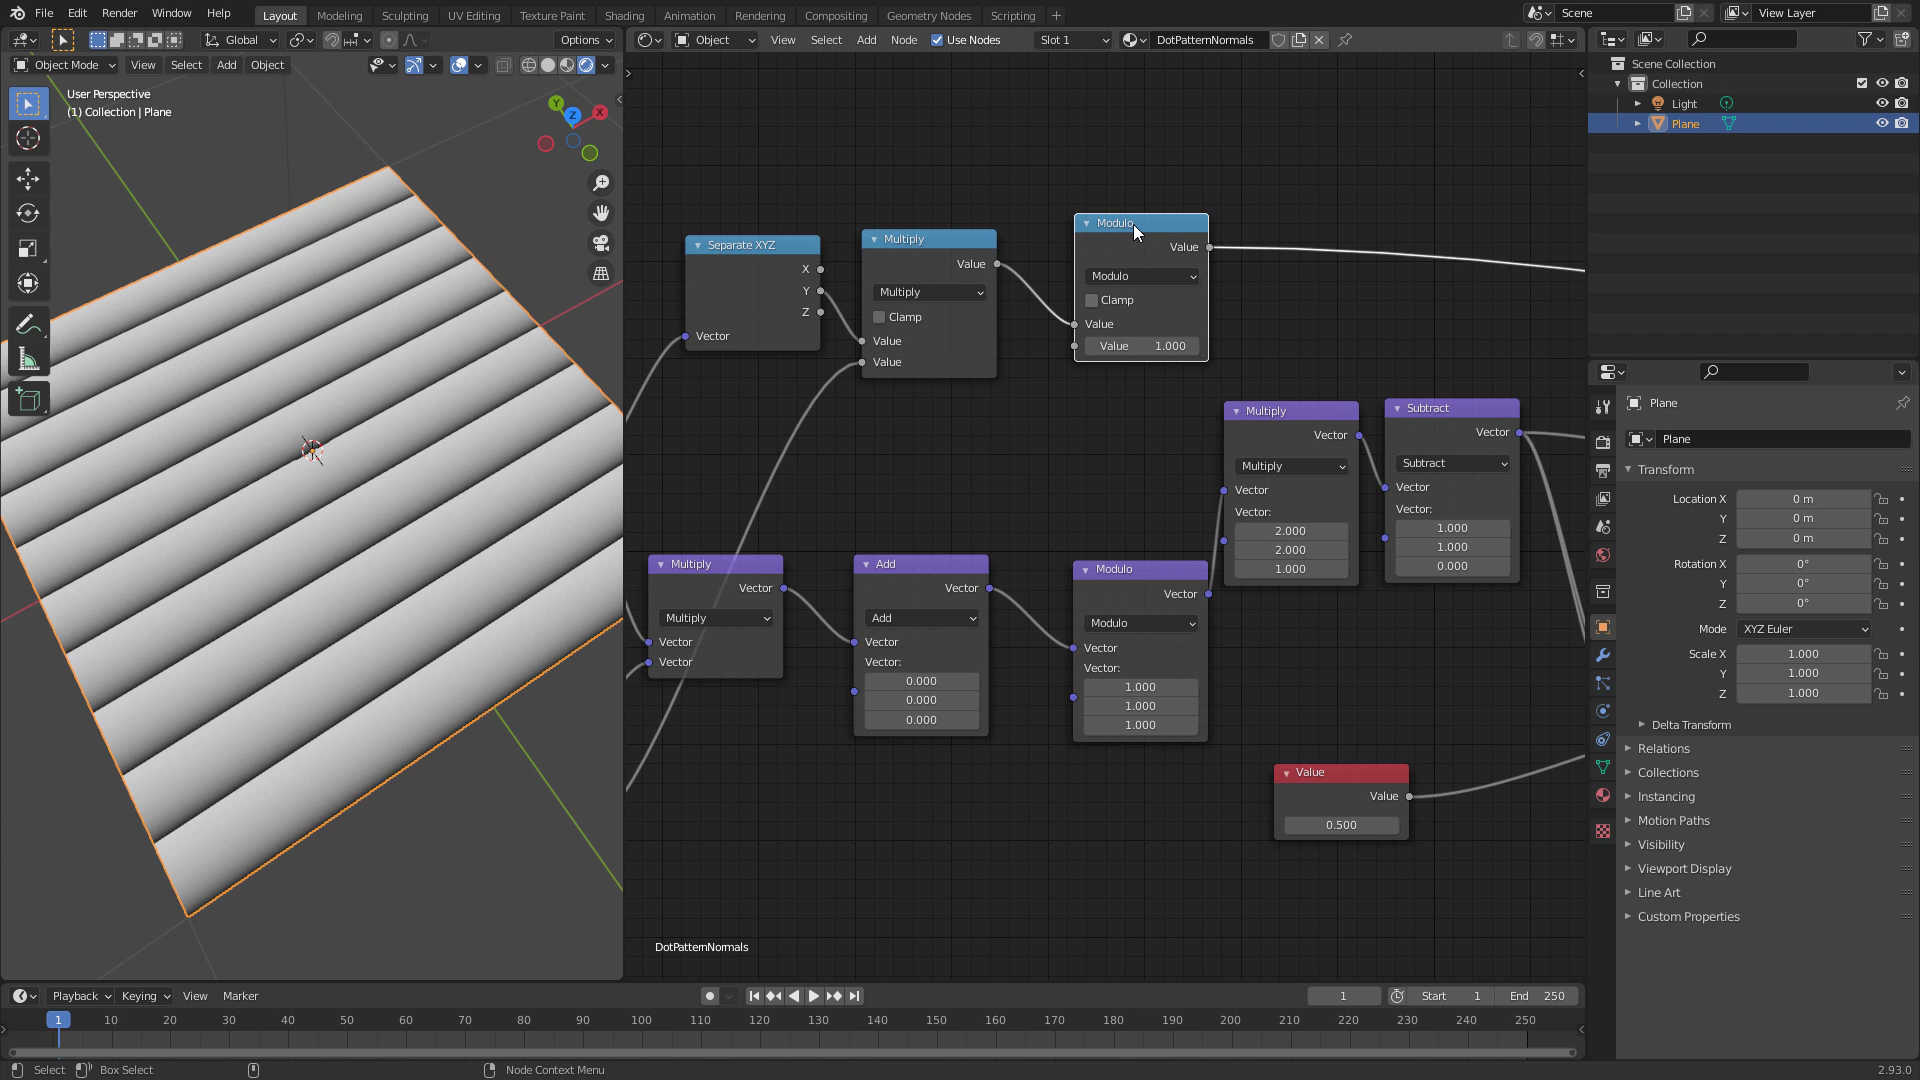 File Edit Render Window Help Layout Modeling Sculpting UV Editing Texture Paint Shading Animation Rendering Compositing Geometry Nodes Scripting + Scene View Layer
Global Options Object View Select Add Node Use Nodes Slot 1 DotPatternNormals
Object Mode View Select Add Object
User Perspective
(1) Collection | Plane
Y X Z
Separate XYZ
X
Y
Z
Vector
Multiply
Value
Multiply
Clamp
Value
Value
Modulo
Value
Modulo
Clamp
Value
Value 1.000
Multiply
Vector
Multiply
Vector
Vector:
2.000
2.000
1.000
Subtract
Vector
Subtract
Vector
Vector:
1.000
1.000
0.000
Multiply
Vector
Multiply
Vector
Vector
Add
Vector
Add
Vector
Vector:
0.000
0.000
0.000
Modulo
Vector
Modulo
Vector
Vector:
1.000
1.000
1.000
Value
Value
0.500
DotPatternNormals
Scene Collection
Collection
Light
Plane
Plane
Plane
Transform
Location X 0 m
Y 0 m
Z 0 m
Rotation X 0°
Y 0°
Z 0°
Mode XYZ Euler
Scale X 1.000
Y 1.000
Z 1.000
Delta Transform
Relations
Collections
Instancing
Motion Paths
Visibility
Viewport Display
Line Art
Custom Properties
Playback Keying View Marker 1 Start 1 End 250
1 10 20 30 40 50 60 70 80 90 100 110 120 130 140 150 160 170 180 190 200 210 220 230 240 250
Select Box Select Node Context Menu 2.93.0